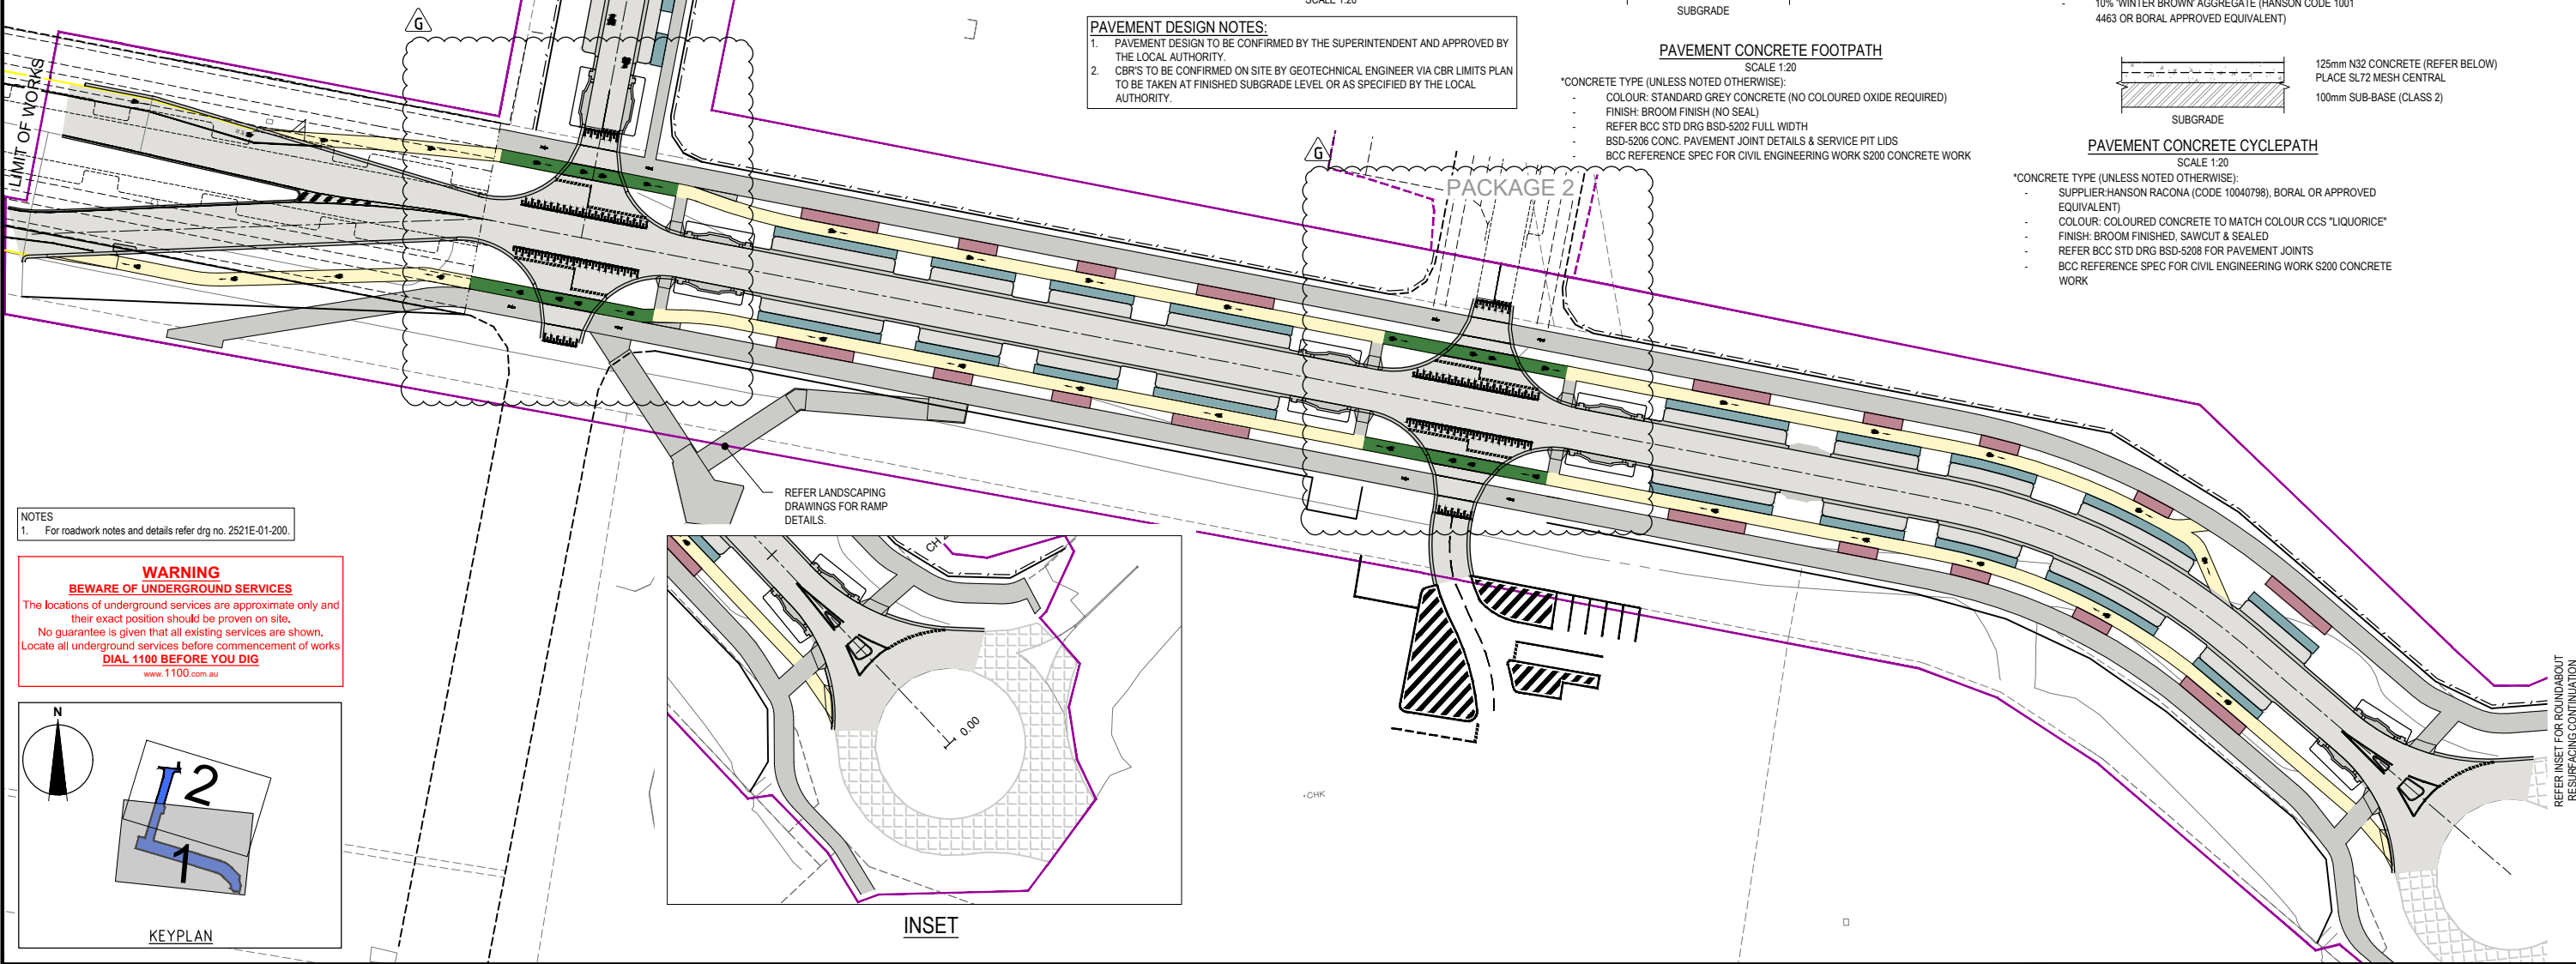 SCALE 1:20
SUBGRADE
- 10% 'WINTER BROWN' AGGREGATE (HANSON CODE 1001
4463 OR BORAL APPROVED EQUIVALENT)
G
LIMIT OF WORKS
PAVEMENT DESIGN NOTES:
1. PAVEMENT DESIGN TO BE CONFIRMED BY THE SUPERINTENDENT AND APPROVED BY
THE LOCAL AUTHORITY.
2. CBR'S TO BE CONFIRMED ON SITE BY GEOTECHNICAL ENGINEER VIA CBR LIMITS PLAN
TO BE TAKEN AT FINISHED SUBGRADE LEVEL OR AS SPECIFIED BY THE LOCAL
AUTHORITY.
PAVEMENT CONCRETE FOOTPATH
SCALE 1:20
*CONCRETE TYPE (UNLESS NOTED OTHERWISE):
- COLOUR: STANDARD GREY CONCRETE (NO COLOURED OXIDE REQUIRED)
- FINISH: BROOM FINISH (NO SEAL)
- REFER BCC STD DRG BSD-5202 FULL WIDTH
- BSD-5206 CONC. PAVEMENT JOINT DETAILS & SERVICE PIT LIDS
- BCC REFERENCE SPEC FOR CIVIL ENGINEERING WORK S200 CONCRETE WORK
125mm N32 CONCRETE (REFER BELOW)
PLACE SL72 MESH CENTRAL
100mm SUB-BASE (CLASS 2)
SUBGRADE
PAVEMENT CONCRETE CYCLEPATH
SCALE 1:20
*CONCRETE TYPE (UNLESS NOTED OTHERWISE):
- SUPPLIER:HANSON RACONA (CODE 10040798), BORAL OR APPROVED
EQUIVALENT)
- COLOUR: COLOURED CONCRETE TO MATCH COLOUR CCS "LIQUORICE"
- FINISH: BROOM FINISHED, SAWCUT & SEALED
- REFER BCC STD DRG BSD-5208 FOR PAVEMENT JOINTS
- BCC REFERENCE SPEC FOR CIVIL ENGINEERING WORK S200 CONCRETE
WORK
G
PACKAGE 2
REFER LANDSCAPING
DRAWINGS FOR RAMP
DETAILS.
NOTES
1. For roadwork notes and details refer drg no. 2521E-01-200.
WARNING
BEWARE OF UNDERGROUND SERVICES
The locations of underground services are approximate only and
their exact position should be proven on site.
No guarantee is given that all existing services are shown.
Locate all underground services before commencement of works
DIAL 1100 BEFORE YOU DIG
www.1100.com.au
N
2
1
KEYPLAN
CH
0.00
INSET
CHK
REFER INSET FOR ROUNDABOUT
RESURFACING CONTINUATION